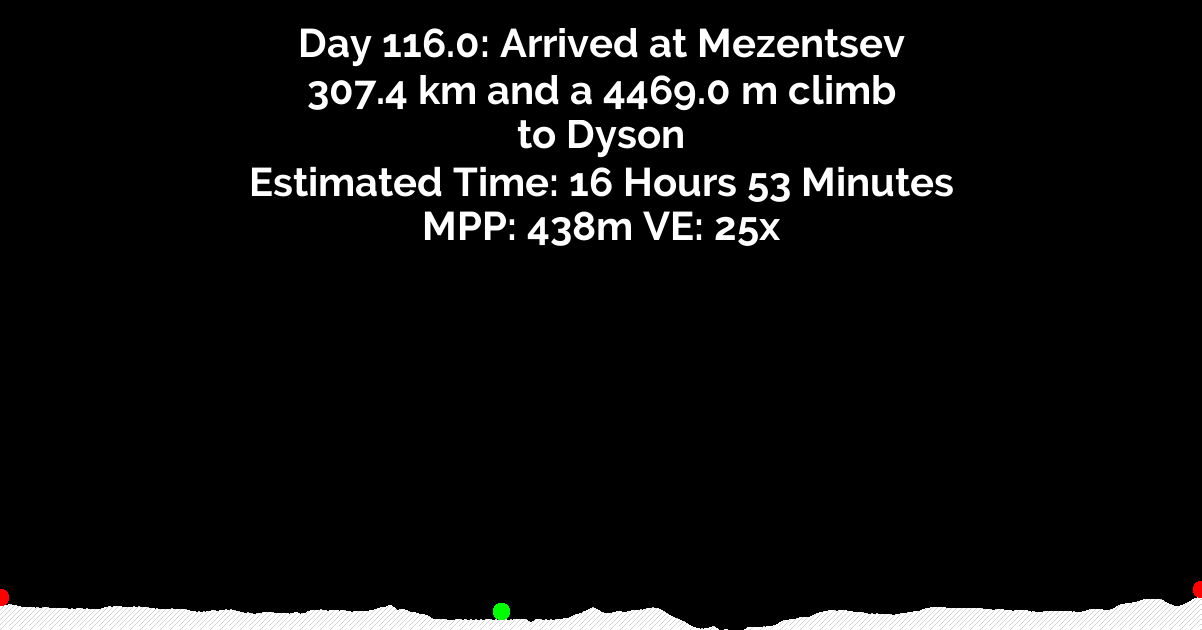 Day 116.0: Arrived at Mezentsev
307.4 km and a 4469.0 m climb
to Dyson
Estimated Time: 16 Hours 53 Minutes
MPP: 438m VE: 25x